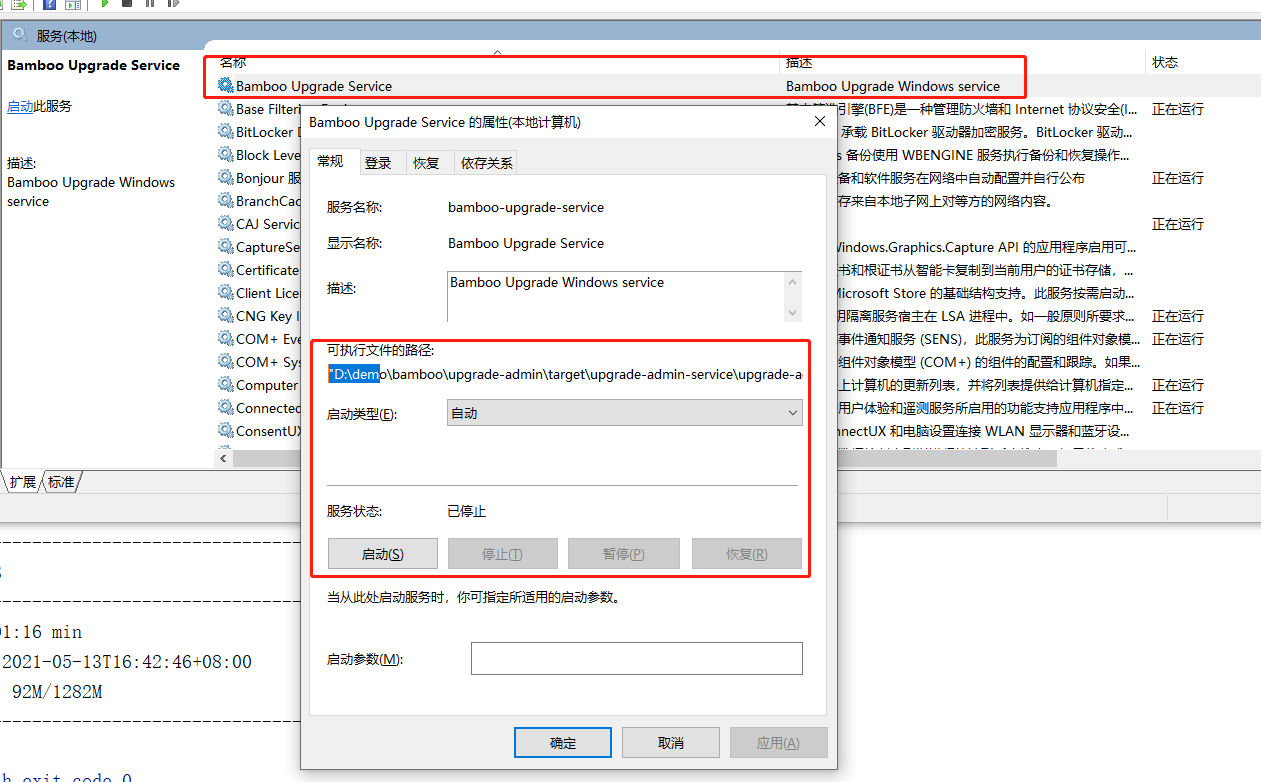 服务(本地)
Bamboo Upgrade Service
启动此服务
描述:
Bamboo Upgrade Windows
service
名称
描述
状态
Bamboo Upgrade Service
Bamboo Upgrade Windows service
Base Filtering
引擎(BFE)是一种管理防火墙和 Internet 协议安全(I...
正在运行
BitLocker D
承载 BitLocker 驱动器加密服务。BitLocker 驱动...
Block Leve
s 备份使用 WBENGINE 服务执行备份和恢复操作...
Bonjour 服
备和软件服务在网络中自动配置并自行公布
正在运行
BranchCac
存来自本地子网上对等方的网络内容。
CAJ Servic
正在运行
CaptureSe
Windows.Graphics.Capture API 的应用程序启用可...
Certificate
书和根证书从智能卡复制到当前用户的证书存储，...
Client Lice
Microsoft Store 的基础结构支持。此服务按需启动...
CNG Key I
隔离服务宿主在 LSA 进程中。如一般原则所要求...
正在运行
COM+ Eve
事件通知服务 (SENS)，此服务为订阅的组件对象模...
正在运行
COM+ Sys
组件对象模型 (COM+) 的组件的配置和跟踪。如果...
Computer
上计算机的更新列表，并将列表提供给计算机指定...
正在运行
Connected
用户体验和遥测服务所启用的功能支持应用程序中...
正在运行
ConsentUX
nnectUX 和电脑设置连接 WLAN 显示器和蓝牙设...
扩展
标准
Bamboo Upgrade Service 的属性(本地计算机)
常规
登录
恢复
依存关系
服务名称:
bamboo-upgrade-service
显示名称:
Bamboo Upgrade Service
描述:
Bamboo Upgrade Windows service
可执行文件的路径:
"D:\demo\bamboo\upgrade-admin\target\upgrade-admin-service\upgrade-a
启动类型(E):
自动
服务状态:
已停止
启动(S)
停止(T)
暂停(P)
恢复(R)
当从此处启动服务时，你可指定所适用的启动参数。
启动参数(M):
确定
取消
应用(A)
01:16 min
2021-05-13T16:42:46+08:00
92M/1282M
h exit code 0